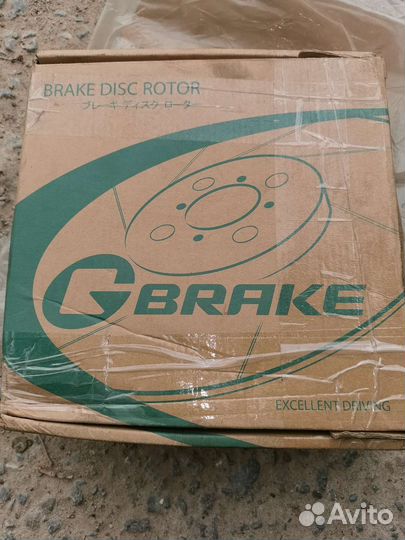 BRAKE DISC ROTOR
ブレーキ ディスク ローター
GBRAKE
EXCELLENT DRIVING
Avito